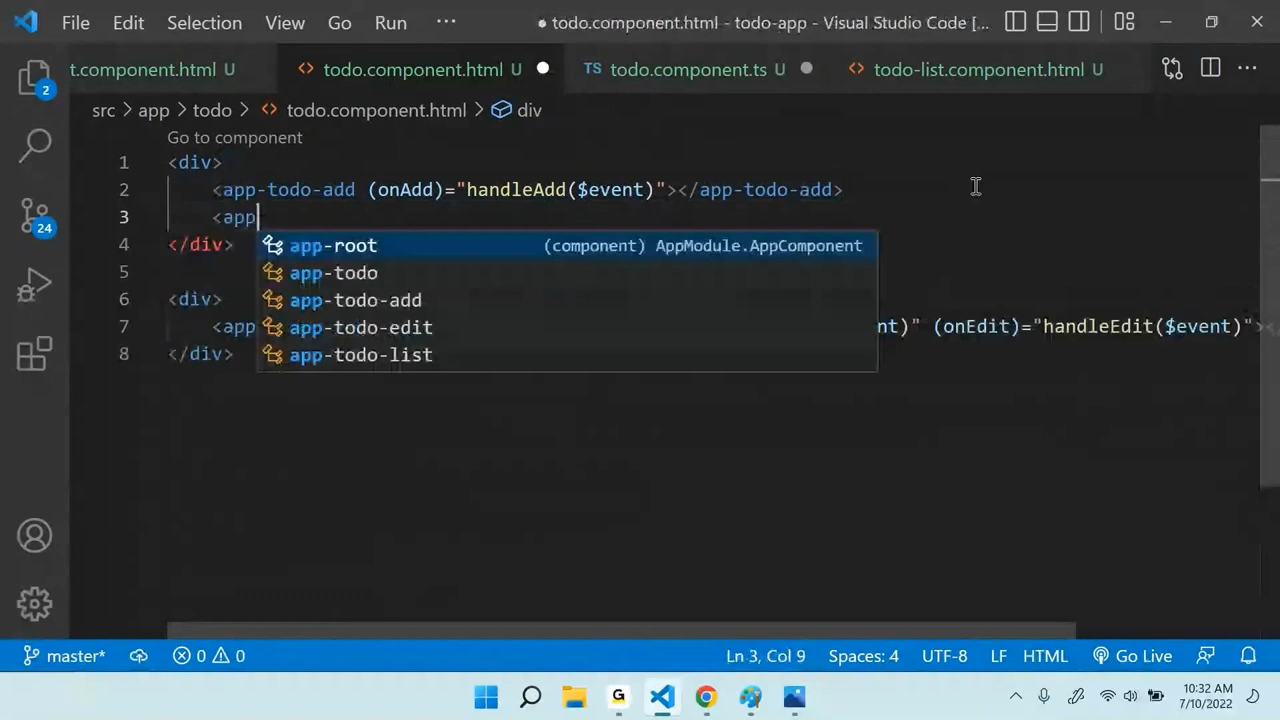 File Edit Selection View Go Run ··· ● todo.component.html - todo-app - Visual Studio Code [...
t.component.html U todo.component.html U TS todo.component.ts U todo-list.component.html U ···
src > app > todo > todo.component.html > div
Go to component
1 <div>
2 <app-todo-add (onAdd)="handleAdd($event)"></app-todo-add>
3 <app
4 </div>
app-root (component) AppModule.AppComponent
5
app-todo
6 <div>
app-todo-add
7 <app
app-todo-edit
nt)" (onEdit)="handleEdit($event)"><
8 </div>
app-todo-list
2
24
master* 0 0 Ln 3, Col 9 Spaces: 4 UTF-8 LF HTML Go Live
G
10:32 AM
7/10/2022